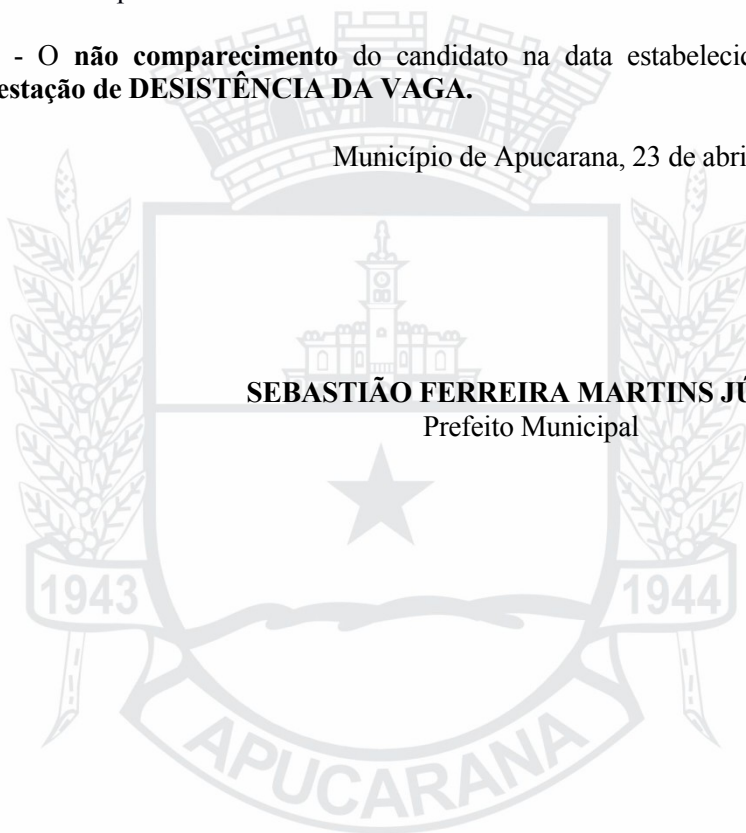 - O não comparecimento do candidato na data estabelecid
estação de DESISTÊNCIA DA VAGA.
Município de Apucarana, 23 de abri
SEBASTIÃO FERREIRA MARTINS JÚ
Prefeito Municipal
1943
1944
APUCARANA